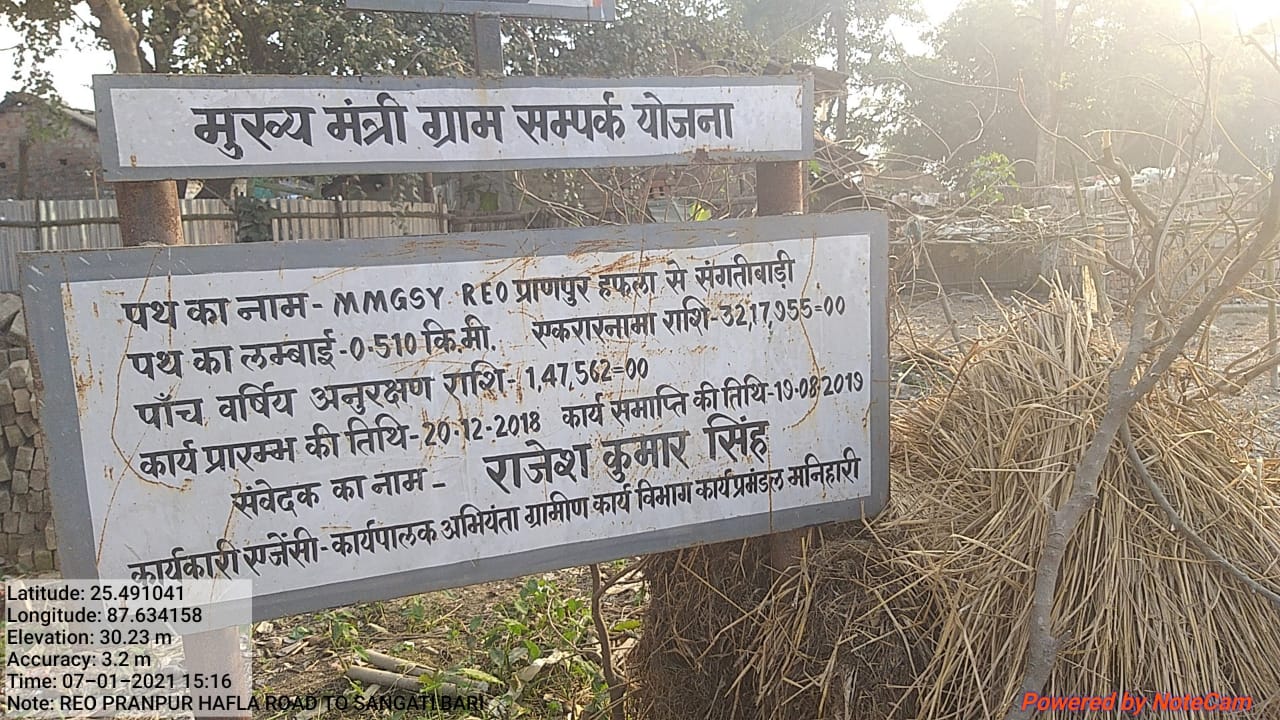 मुख्य मंत्री ग्राम सम्पर्क योजना
पथ का नाम- MMGSY REO प्राणपुर हफला से संगतीबाड़ी
पथ का लम्बाई-0.510 कि.मी. एकरारनामा राशि-32,17,955=00
पाँच वर्षिय अनुरक्षण राशि- 1,47,562=00
कार्य प्रारम्भ की तिथि-20.12-2018 कार्य समाप्ति की तिथि-19-08-2019
संवेदक का नाम- राजेश कुमार सिंह
कार्यकारी एजेंसी-कार्यपालक अभियंता ग्रामीण कार्य विभाग कार्यप्रमंडल मनिहारी
Latitude: 25.491041
Longitude: 87.634158
Elevation: 30.23 m
Accuracy: 3.2 m
Time: 07-01-2021 15:16
Note: REO PRANPUR HAFLA ROAD TO SANGATI BARI
Powered by NoteCam